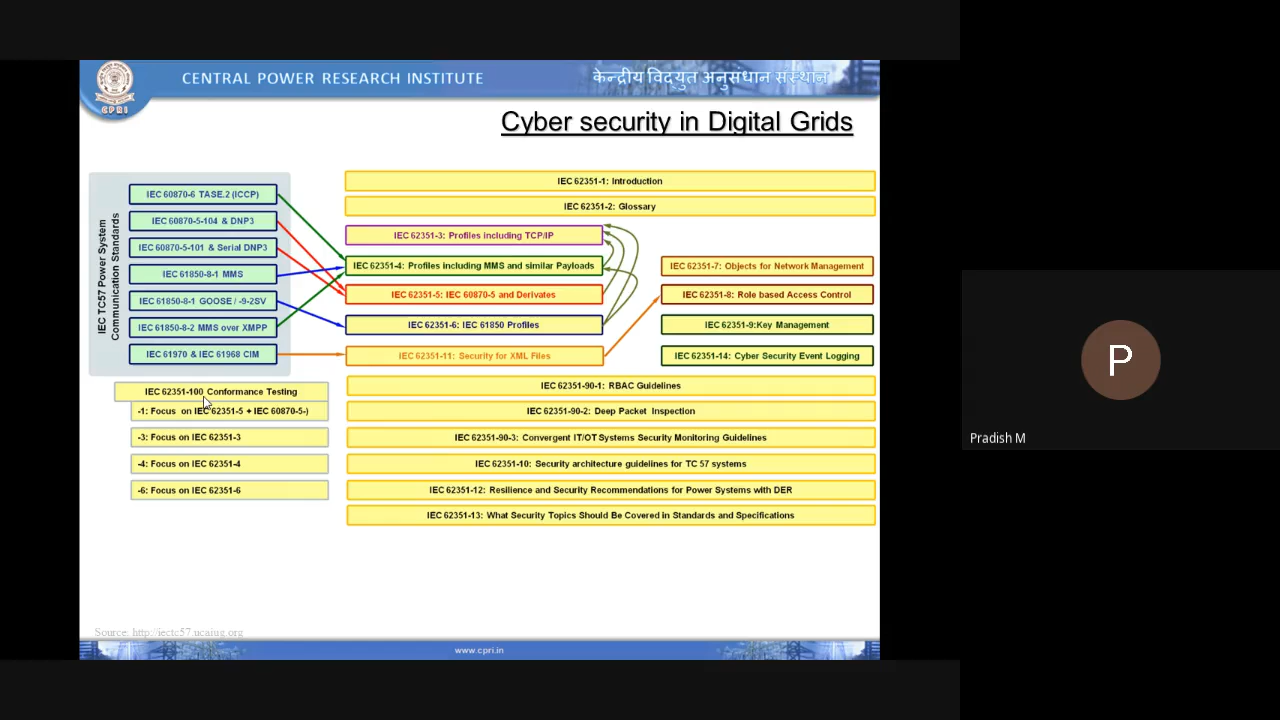 CPRI
CENTRAL POWER RESEARCH INSTITUTE
केन्द्रीय विद्युत अनुसंधान संस्थान
Cyber security in Digital Grids
IEC TC57 Power System
Communication Standards
IEC 60870-6 TASE.2 (ICCP)
IEC 60870-5-104 & DNP3
IEC 60870-5-101 & Serial DNP3
IEC 61850-8-1 MMS
IEC 61850-8-1 GOOSE / -9-2SV
IEC 61850-8-2 MMS over XMPP
IEC 61970 & IEC 61968 CIM
IEC 62351-100 Conformance Testing
-1: Focus on IEC 62351-5 + IEC 60870-5-)
-3: Focus on IEC 62351-3
-4: Focus on IEC 62351-4
-6: Focus on IEC 62351-6
IEC 62351-1: Introduction
IEC 62351-2: Glossary
IEC 62351-3: Profiles including TCP/IP
IEC 62351-4: Profiles including MMS and similar Payloads
IEC 62351-5: IEC 60870-5 and Derivates
IEC 62351-6: IEC 61850 Profiles
IEC 62351-11: Security for XML Files
IEC 62351-7: Objects for Network Management
IEC 62351-8: Role based Access Control
IEC 62351-9:Key Management
IEC 62351-14: Cyber Security Event Logging
IEC 62351-90-1: RBAC Guidelines
IEC 62351-90-2: Deep Packet Inspection
IEC 62351-90-3: Convergent IT/OT Systems Security Monitoring Guidelines
IEC 62351-10: Security architecture guidelines for TC 57 systems
IEC 62351-12: Resilience and Security Recommendations for Power Systems with DER
IEC 62351-13: What Security Topics Should Be Covered in Standards and Specifications
Source: http://iectc57.ucaiug.org
www.cpri.in
P
Pradish M